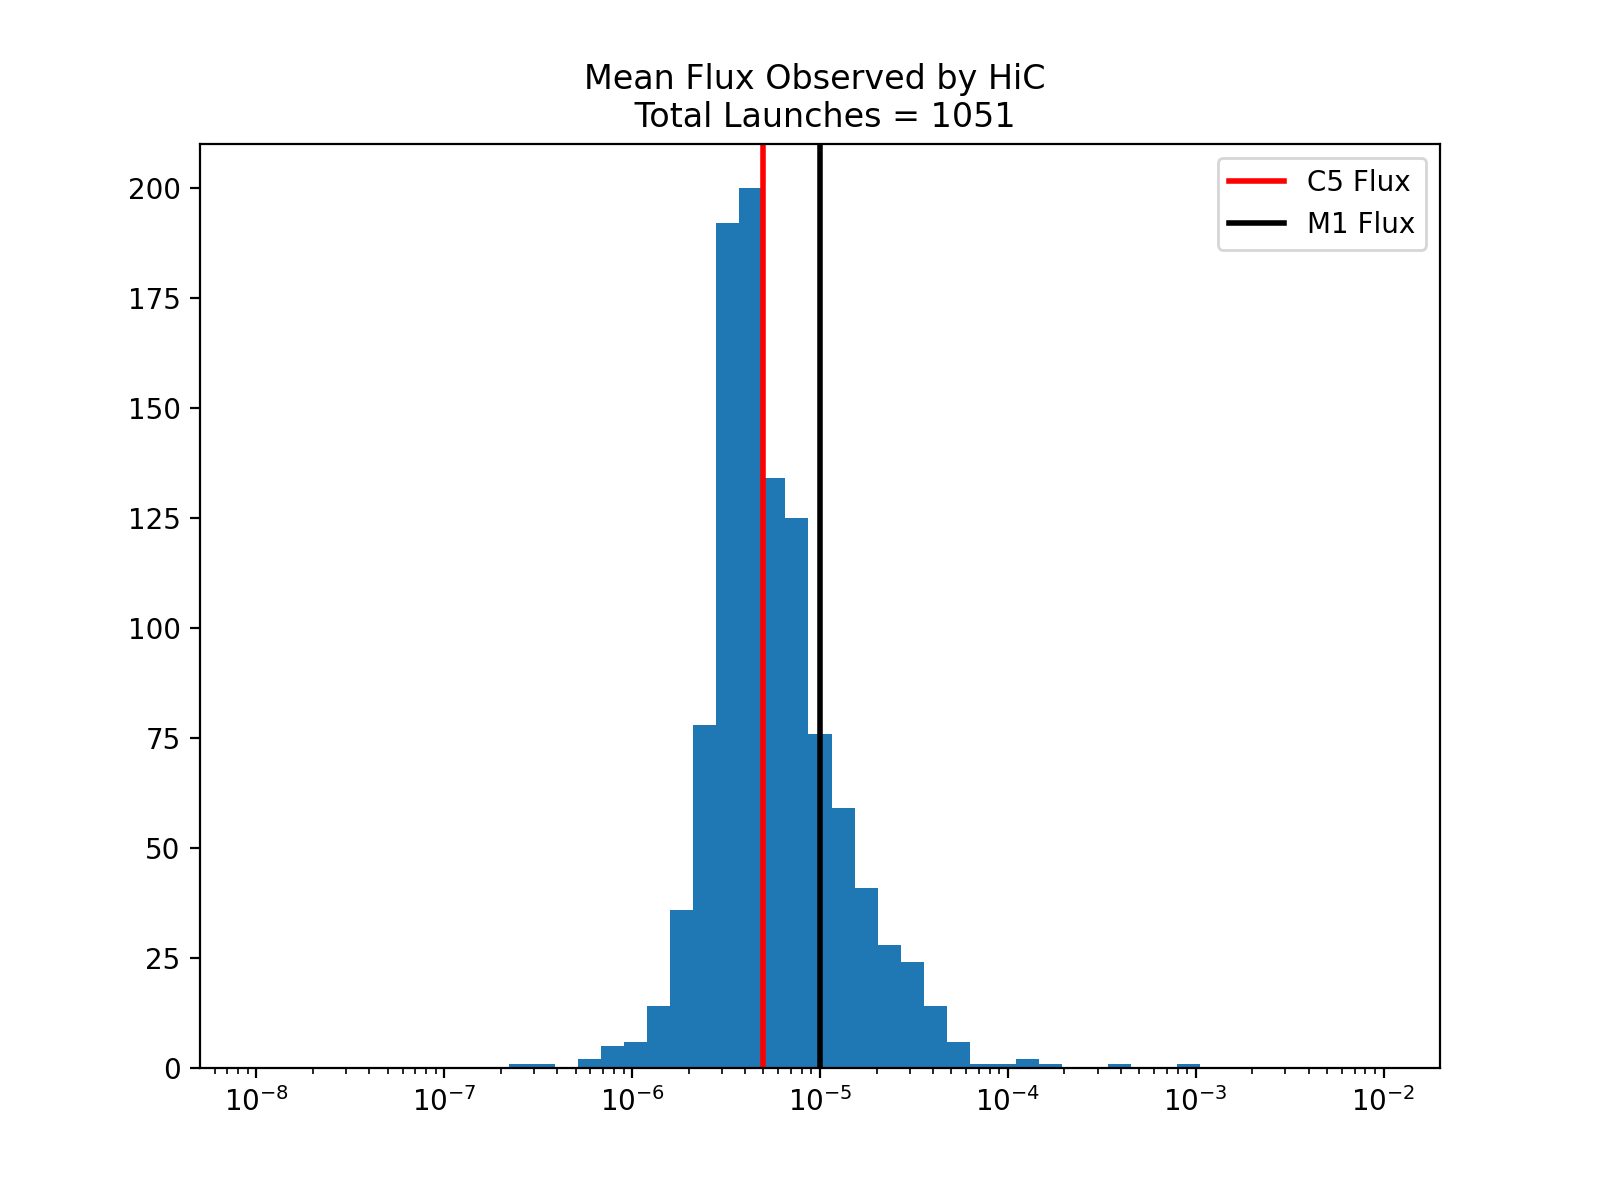 Mean Flux Observed by HiC
Total Launches = 1051
C5 Flux
M1 Flux
200
175
150
125
100
75
50
25
0
10⁻⁸ 10⁻⁷ 10⁻⁶ 10⁻⁵ 10⁻⁴ 10⁻³ 10⁻²